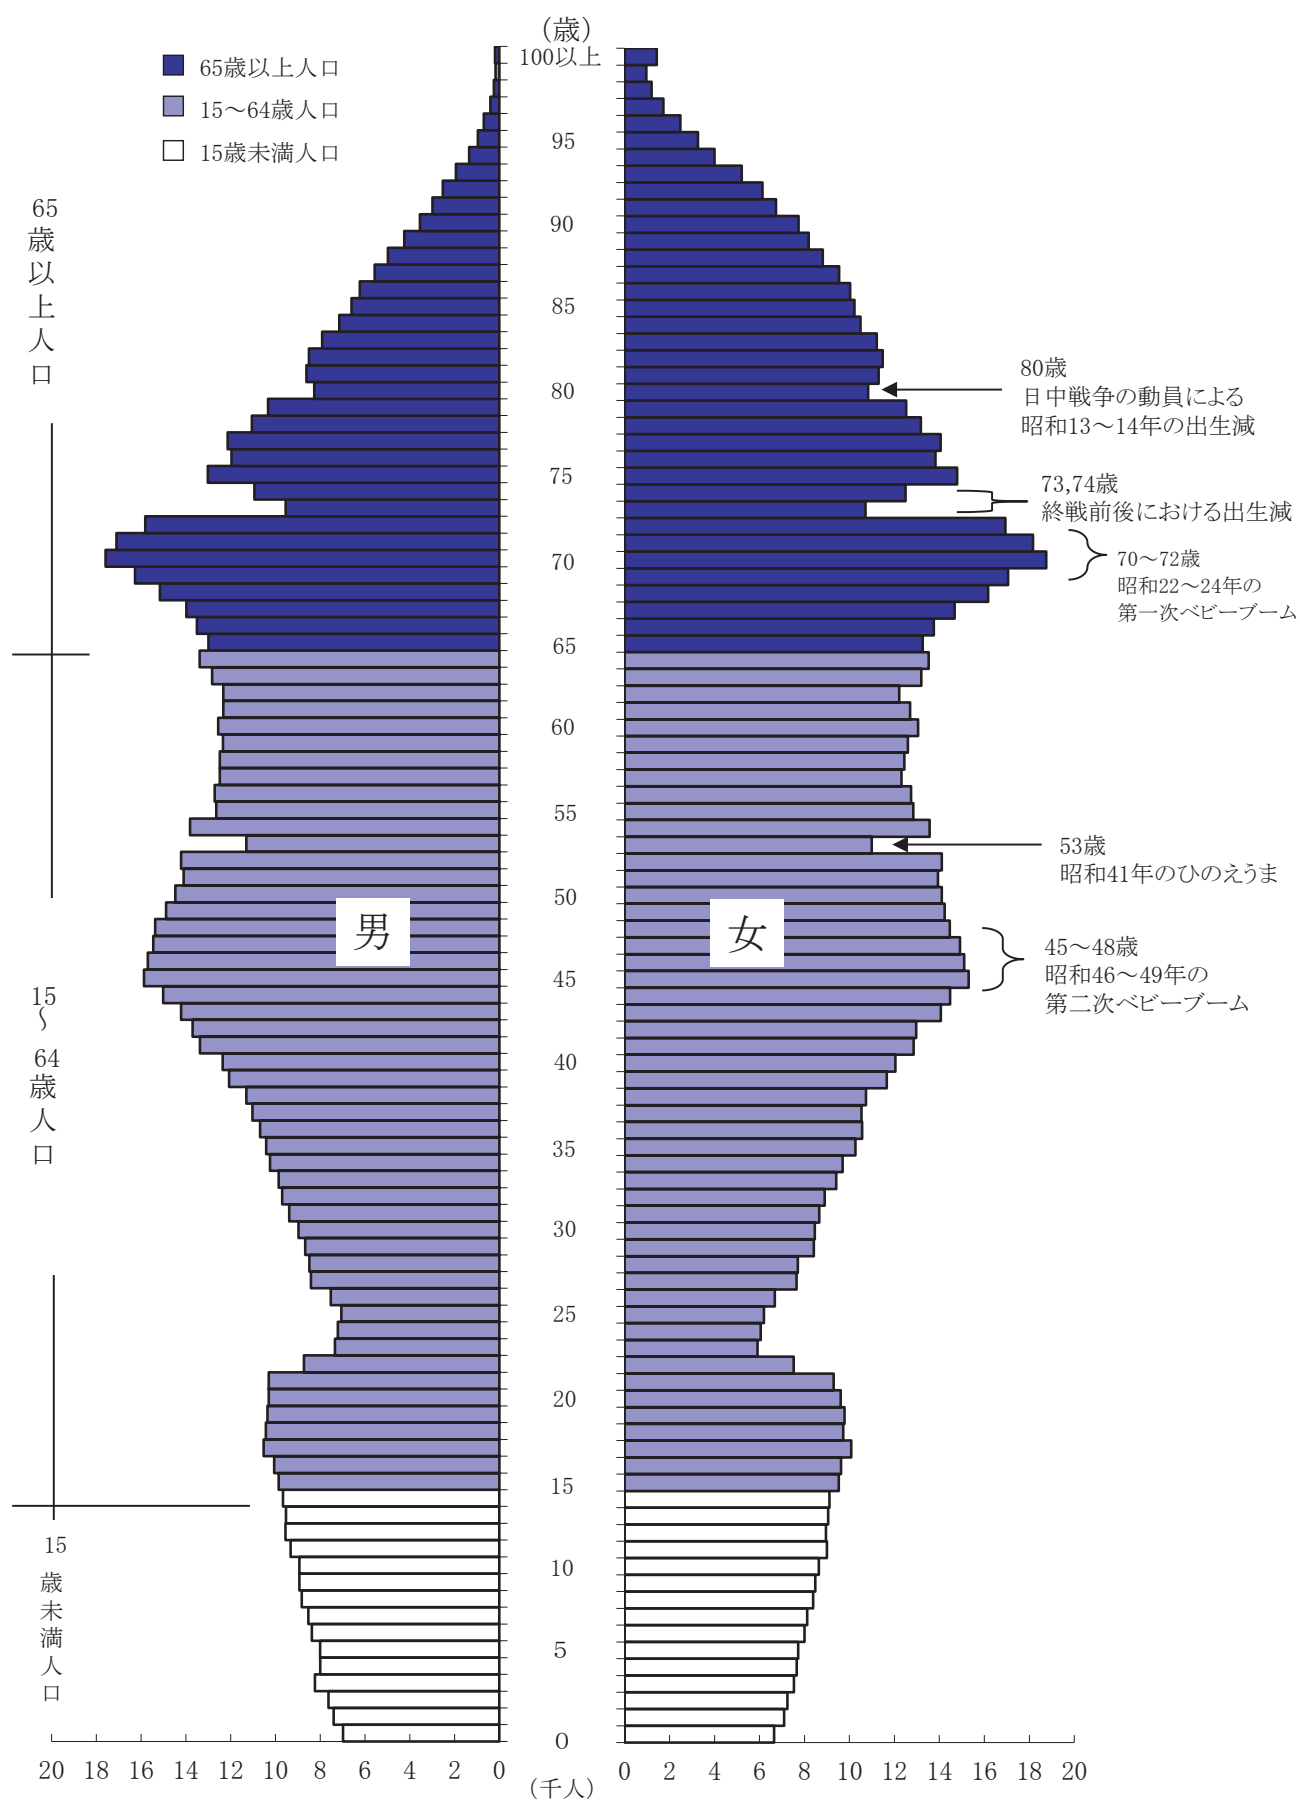 (歳)
65歳以上人口
15～64歳人口
15歳未満人口
100以上
95
90
85
80
75
70
65
60
55
50
45
40
35
30
25
20
15
10
5
0
65歳以上人口
15～64歳人口
15歳未満人口
男
女
80歳
日中戦争の動員による
昭和13～14年の出生減
73,74歳
終戦前後における出生減
70～72歳
昭和22～24年の
第一次ベビーブーム
53歳
昭和41年のひのえうま
45～48歳
昭和46～49年の
第二次ベビーブーム
20 18 16 14 12 10 8 6 4 2 0
(千人)
0 2 4 6 8 10 12 14 16 18 20